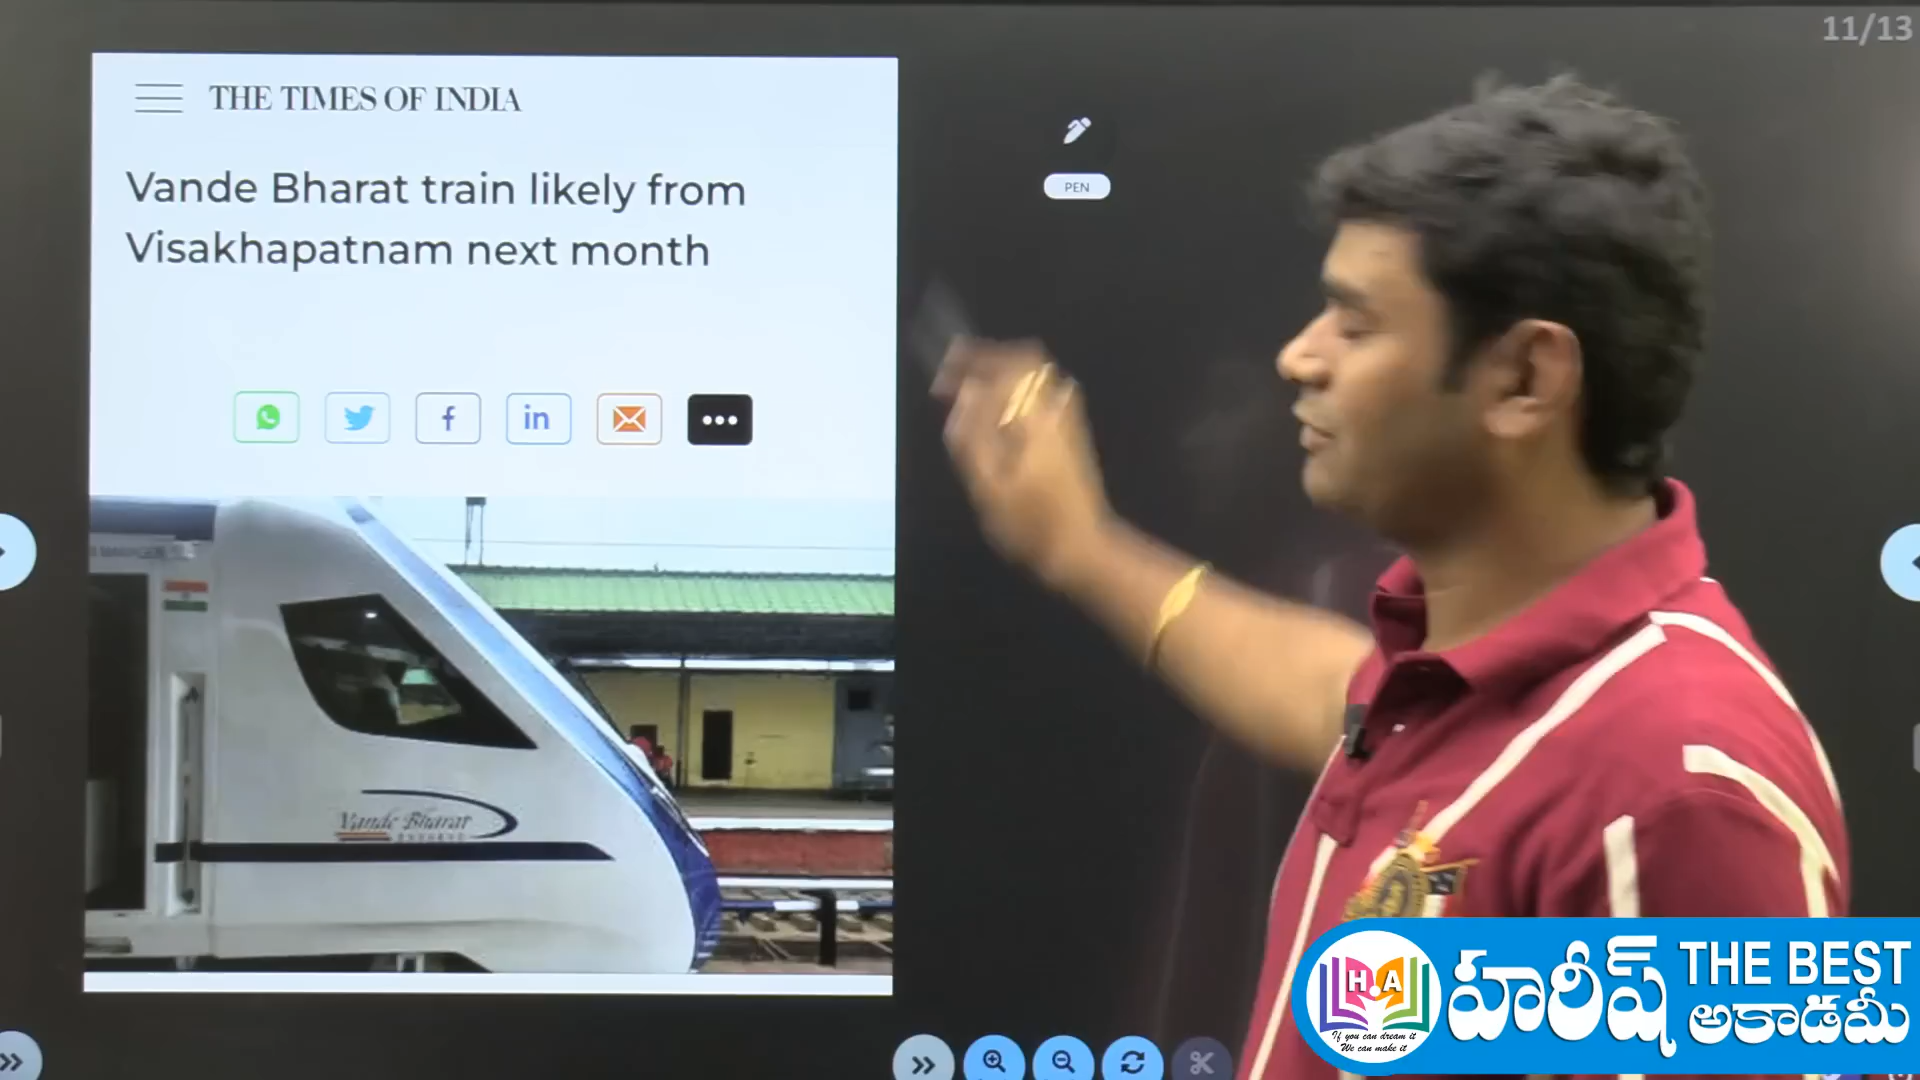 11/13
THE TIMES OF INDIA
Vande Bharat train likely from
Visakhapatnam next month
PEN
in
Vande Bharat
H.A
If you can dream it
We can make it
హరీష్
THE BEST
అకాడమీ